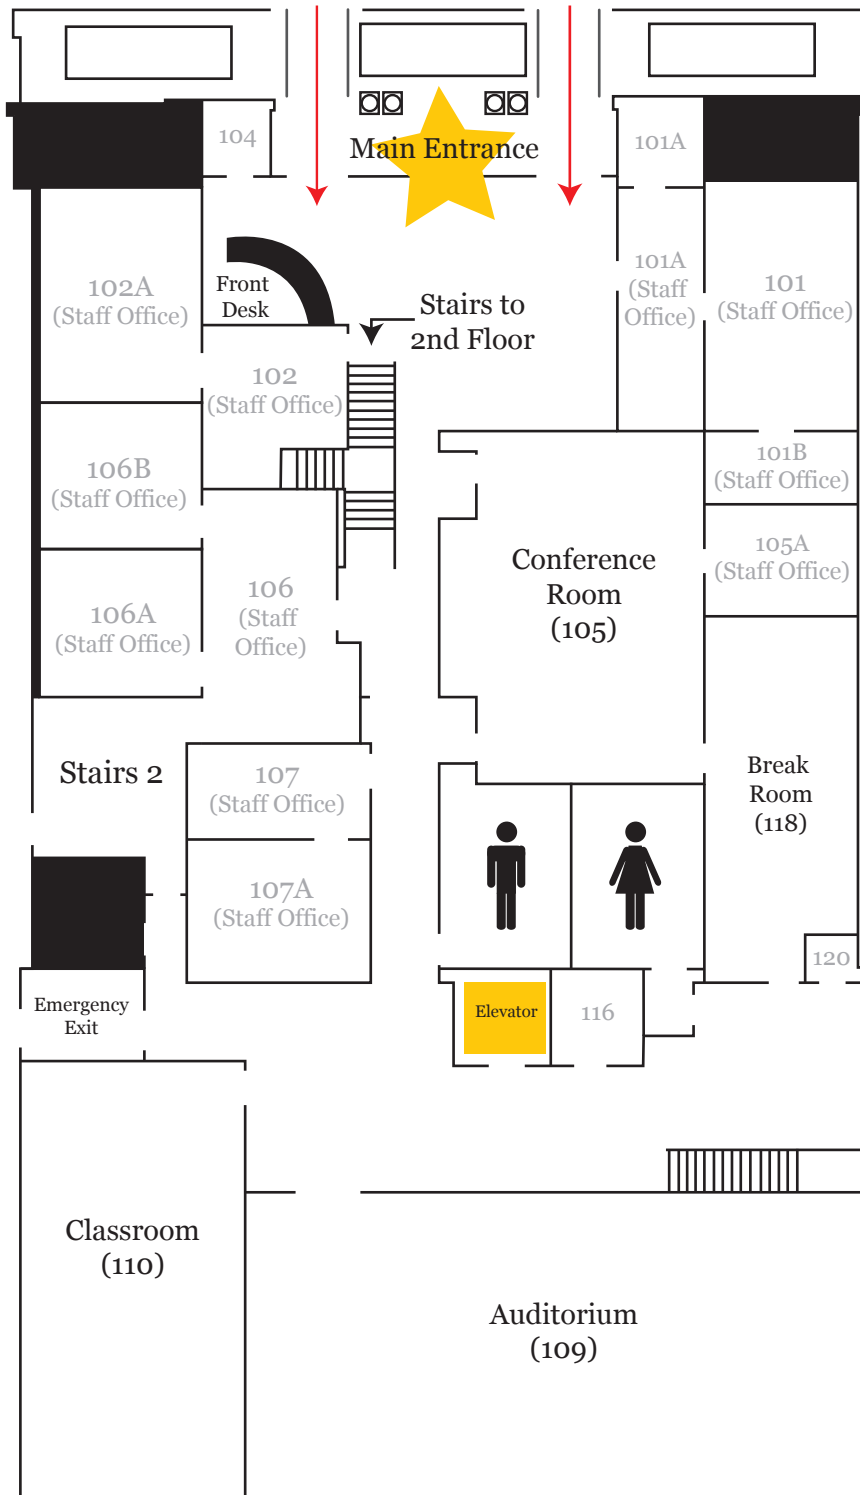 104
Main Entrance
101A
102A
(Staff Office)
Front
Desk
Stairs to
2nd Floor
101A
(Staff
Office)
101
(Staff Office)
102
(Staff Office)
106B
(Staff Office)
101B
(Staff Office)
105A
(Staff Office)
Conference
Room
(105)
106A
(Staff Office)
106
(Staff
Office)
Stairs 2
107
(Staff Office)
Break
Room
(118)
107A
(Staff Office)
120
Emergency
Exit
Elevator
116
Classroom
(110)
Auditorium
(109)